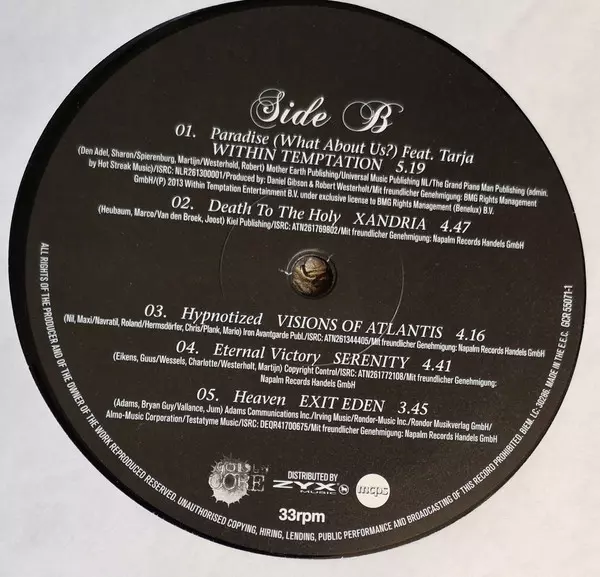 Side B
01. Paradise (What About Us?) Feat. Tarja
WITHIN TEMPTATION 5.19
(Den Adel, Sharon/Spierenburg, Martijn/Westerhold, Robert) Mother Earth Publishing/Universal Music Publishing NL/The Grand Piano Man Publishing (admin.
by Hot Streak Music)/ISRC: NLR261300001/Produced by: Daniel Gibson & Robert Westerholt/Mit freundlicher Genehmigung: BMG Rights Management
GmbH/(P) 2013 Within Temptation Entertainment B.V. under exclusive license to BMG Rights Management (Benelux) B.V.
02. Death To The Holy XANDRIA 4.47
(Heubaum, Marco/Van den Broek, Joost) Kiel Publishing/ISRC: ATN261769802/Mit freundlicher Genehmigung: Napalm Records Handels GmbH
03. Hypnotized VISIONS OF ATLANTIS 4.16
(Nil, Maxi/Navratil, Roland/Hermsdörfer, Chris/Plank, Mario) Iron Avantgarde Publ./ISRC: ATN261344405/Mit freundlicher Genehmigung: Napalm Records Handels GmbH
04. Eternal Victory SERENITY 4.41
(Eikens, Guus/Wessels, Charlotte/Westerholt, Martijn) Copyright Control/ISRC: ATN261772108/Mit freundlicher Genehmigung:
Napalm Records Handels GmbH
05. Heaven EXIT EDEN 3.45
(Adams, Bryan Guy/Vallance, Jum) Adams Communications Inc./Irving Music/Rondor-Music Inc./Rondor Musikverlag GmbH/
Almo-Music Corporation/Testatyme Music/ISRC: DEQR41700675/Mit freundlicher Genehmigung: Napalm Records Handels GmbH
GOLDEN CORE
DISTRIBUTED BY
ZYX
MUSIC
mcps
33rpm
ALL RIGHTS OF THE PRODUCER AND OF THE OWNER OF THE WORK REPRODUCED RESERVED. UNAUTHORISED COPYING, HIRING, LENDING, PUBLIC PERFORMANCE AND BROADCASTING OF THIS RECORD PROHIBITED. BIEM. LC-30286. MADE IN THE E.E.C. GCR 55071-1